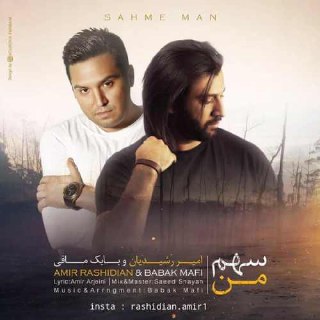 SAHME MAN
سهم من
امیر رشیدیان و بابک مافی
AMIR RASHIDIAN & BABAK MAFI
Lyric:Amir Arjeini | Mix&Master:Saeed Shayan
Music&Arrngment:Babak Mafi
insta : rashidian.amir1